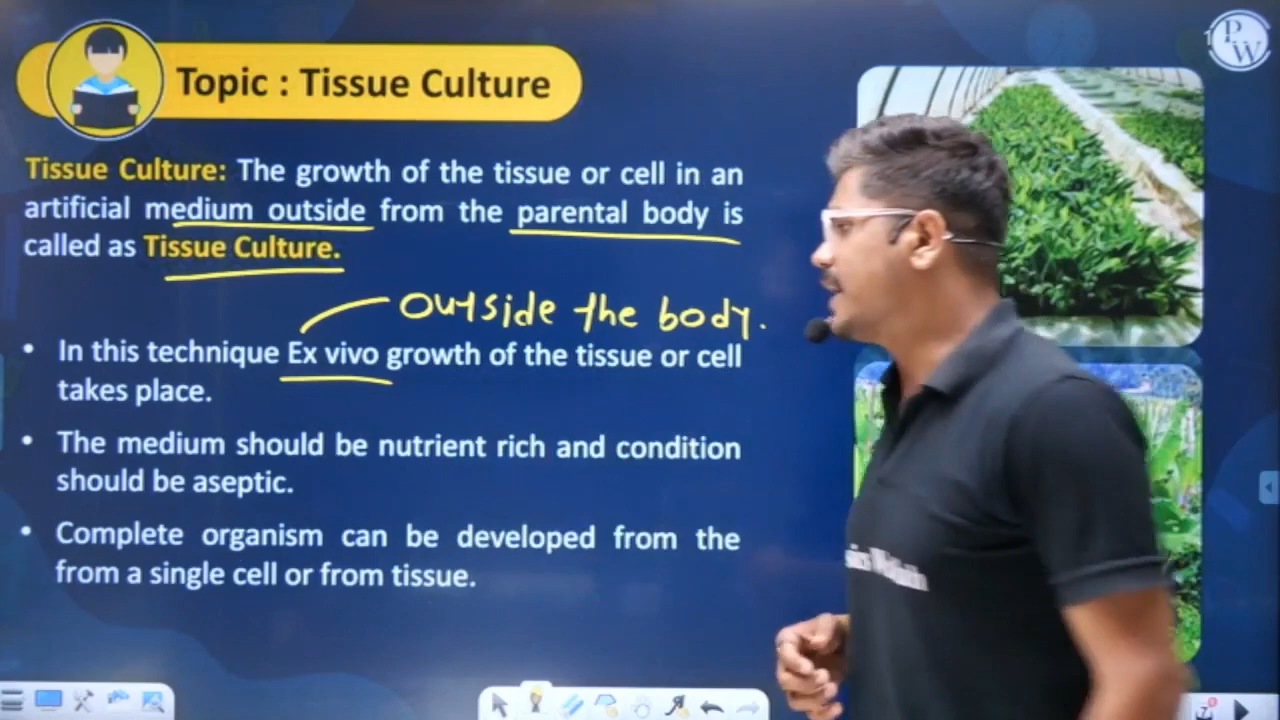 P
W
Topic : Tissue Culture
Tissue Culture: The growth of the tissue or cell in an
artificial medium outside from the parental body is
called as Tissue Culture.
outside the body.
• In this technique Ex vivo growth of the tissue or cell
takes place.
• The medium should be nutrient rich and condition
should be aseptic.
• Complete organism can be developed from the
from a single cell or from tissue.